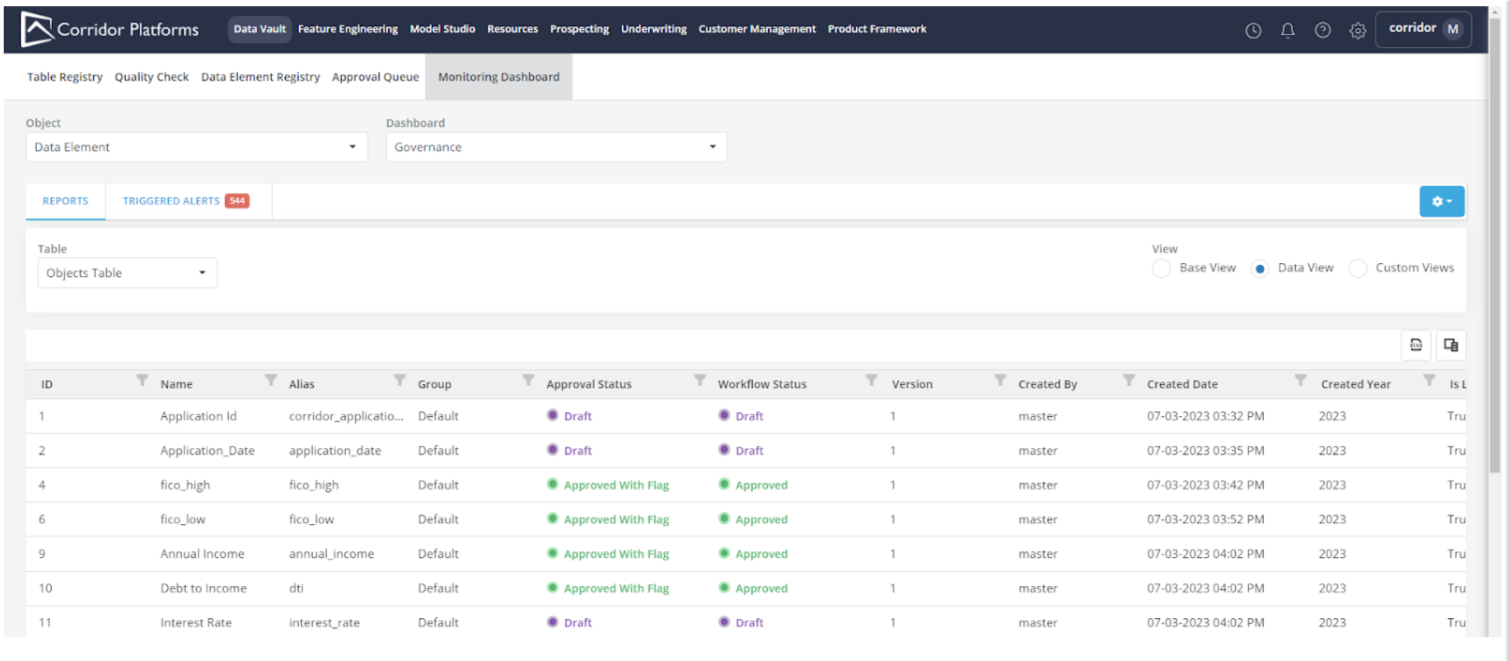 Corridor Platforms Data Vault Feature Engineering Model Studio Resources Prospecting Underwriting Customer Management Product Framework corridor M
Table Registry Quality Check Data Element Registry Approval Queue Monitoring Dashboard
Object Dashboard
Data Element Governance
REPORTS TRIGGERED ALERTS 544
Table View
Objects Table Base View Data View Custom Views
ID Name Alias Group Approval Status Workflow Status Version Created By Created Date Created Year Is L
1 Application Id corridor_applicatio... Default Draft Draft 1 master 07-03-2023 03:32 PM 2023 Tru
2 Application_Date application_date Default Draft Draft 1 master 07-03-2023 03:35 PM 2023 Tru
4 fico_high fico_high Default Approved With Flag Approved 1 master 07-03-2023 03:42 PM 2023 Tru
6 fico_low fico_low Default Approved With Flag Approved 1 master 07-03-2023 03:52 PM 2023 Tru
9 Annual Income annual_income Default Approved With Flag Approved 1 master 07-03-2023 04:02 PM 2023 Tru
10 Debt to Income dti Default Approved With Flag Approved 1 master 07-03-2023 04:02 PM 2023 Tru
11 Interest Rate interest_rate Default Draft Draft 1 master 07-03-2023 04:02 PM 2023 Tru